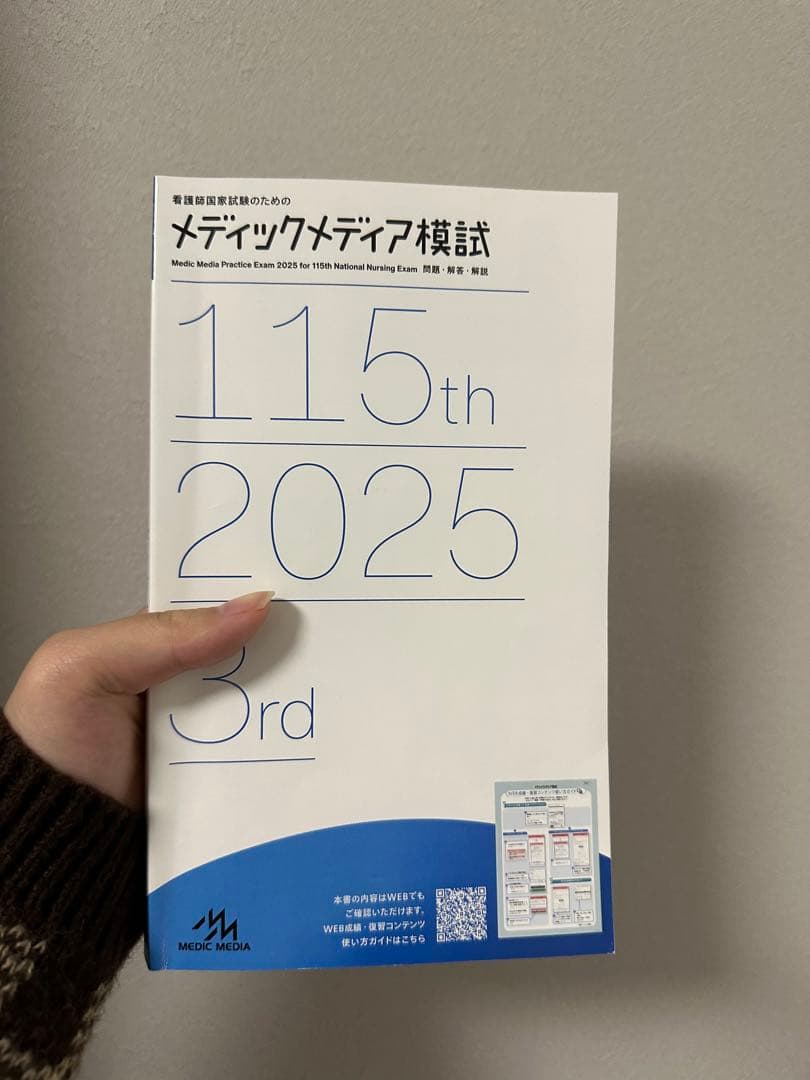 看護師国家試験のための
メディックメディア模試
Medic Media Practice Exam 2025 for 115th National Nursing Exam 問題・解答・解説
115th
2025
3rd
本書の内容はWEBでも
ご確認いただけます。
WEB成績・復習コンテンツ
使い方ガイドはこちら
MEDIC MEDIA